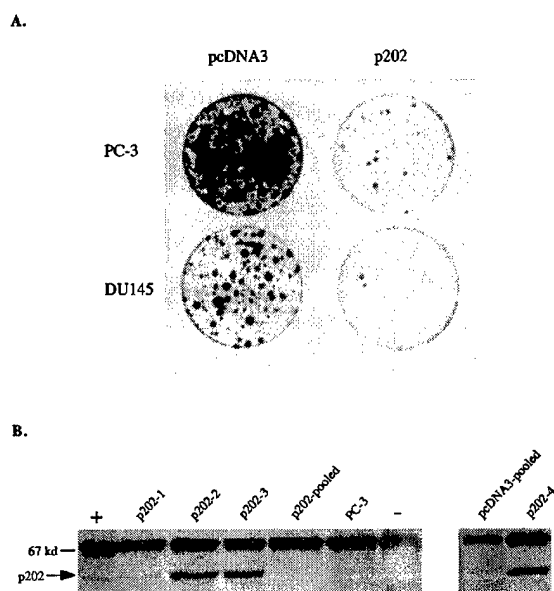 A.
pcDNA3 p202
PC-3
DU145
B.
+ p202-1 p202-2 p202-3 p202-pooled PC-3 - pcDNA3-pooled p202-4
67 kd
p202